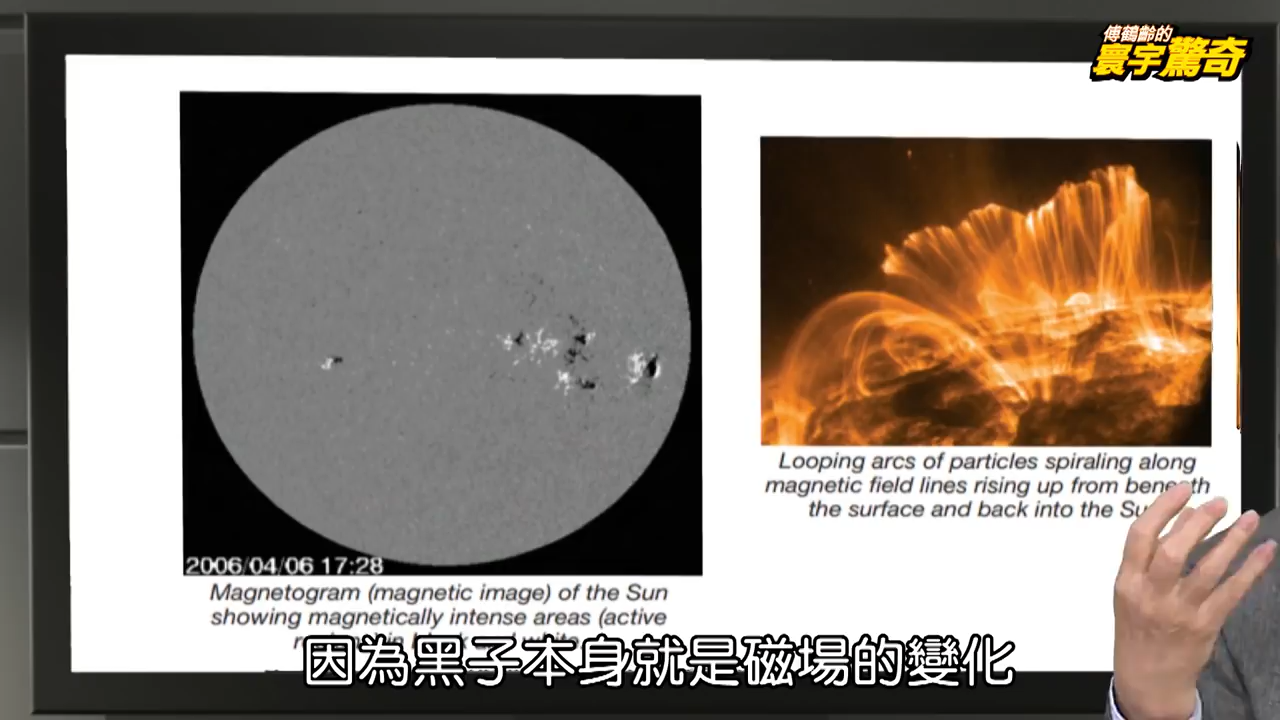 傅鶴齡的
寰宇驚奇
2006/04/06 17:28
Magnetogram (magnetic image) of the Sun
showing magnetically intense areas (active
Looping arcs of particles spiraling along
magnetic field lines rising up from beneath
the surface and back into the
因為黑子本身就是磁場的變化